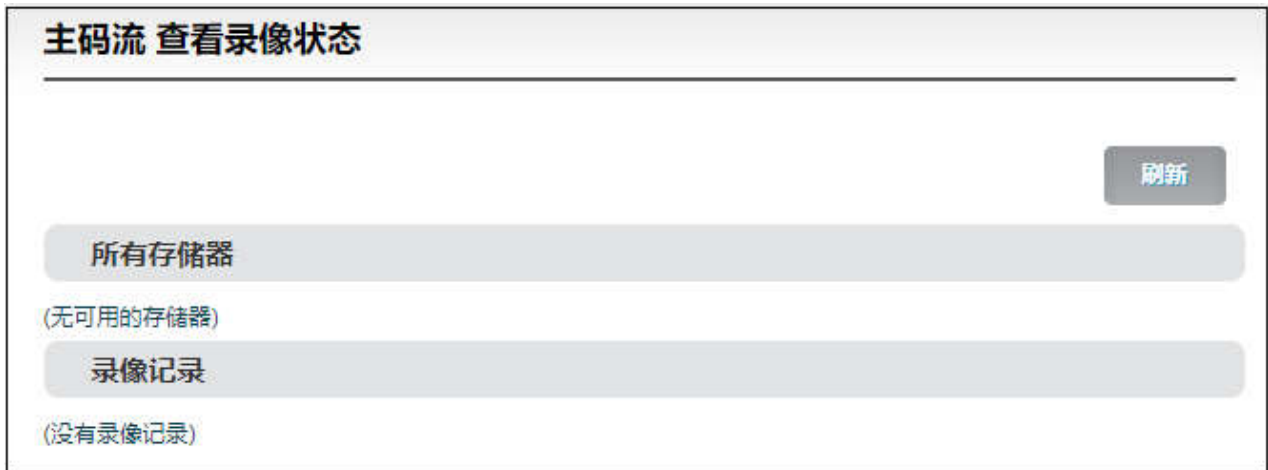 主码流 查看录像状态
刷新
所有存储器
(无可用的存储器)
录像记录
(没有录像记录)